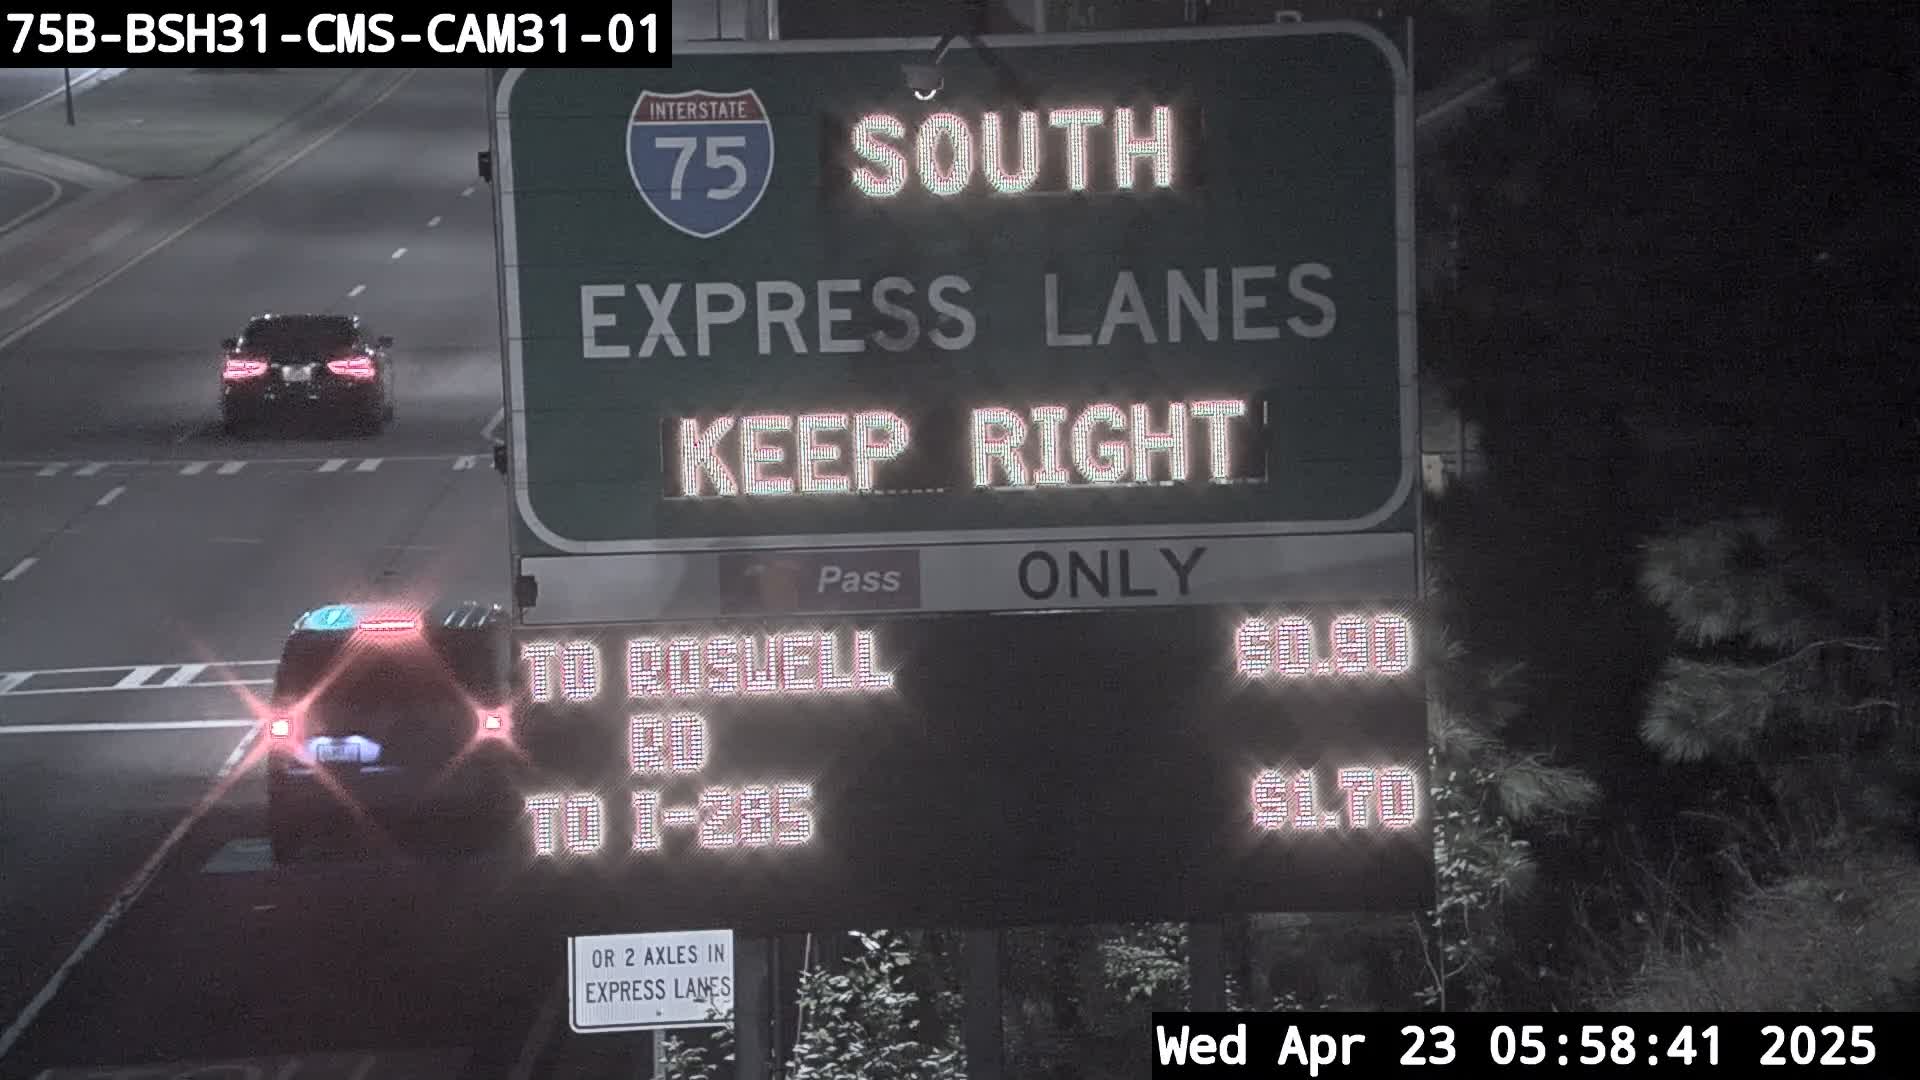 75B-BSH31-CMS-CAM31-01
INTERSTATE
75
SOUTH
EXPRESS LANES
KEEP RIGHT
Pass ONLY
TO ROSWELL $0.90
RD
TO I-285 $1.70
OR 2 AXLES IN
EXPRESS LANES
Wed Apr 23 05:58:41 2025